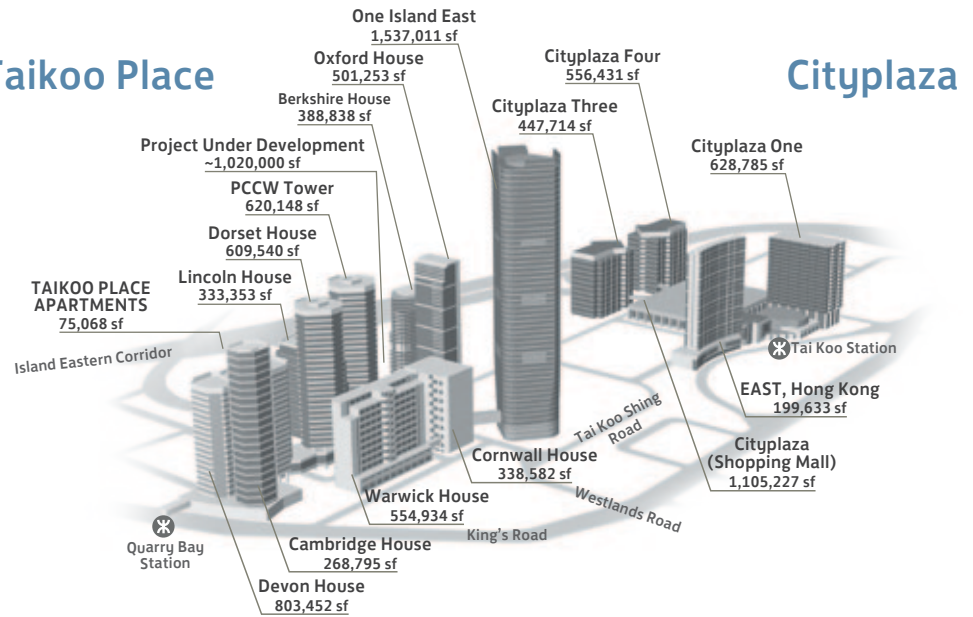 Taikoo Place
Cityplaza
One Island East
1,537,011 sf
Oxford House
501,253 sf
Berkshire House
388,838 sf
Project Under Development
~1,020,000 sf
PCCW Tower
620,148 sf
Dorset House
609,540 sf
Lincoln House
333,353 sf
TAIKOO PLACE
APARTMENTS
75,068 sf
Island Eastern Corridor
Cityplaza Four
556,431 sf
Cityplaza Three
447,714 sf
Cityplaza One
628,785 sf
Tai Koo Station
EAST, Hong Kong
199,633 sf
Cityplaza
(Shopping Mall)
1,105,227 sf
Tai Koo Shing
Road
Westlands Road
King's Road
Cornwall House
338,582 sf
Warwick House
554,934 sf
Cambridge House
268,795 sf
Devon House
803,452 sf
Quarry Bay
Station